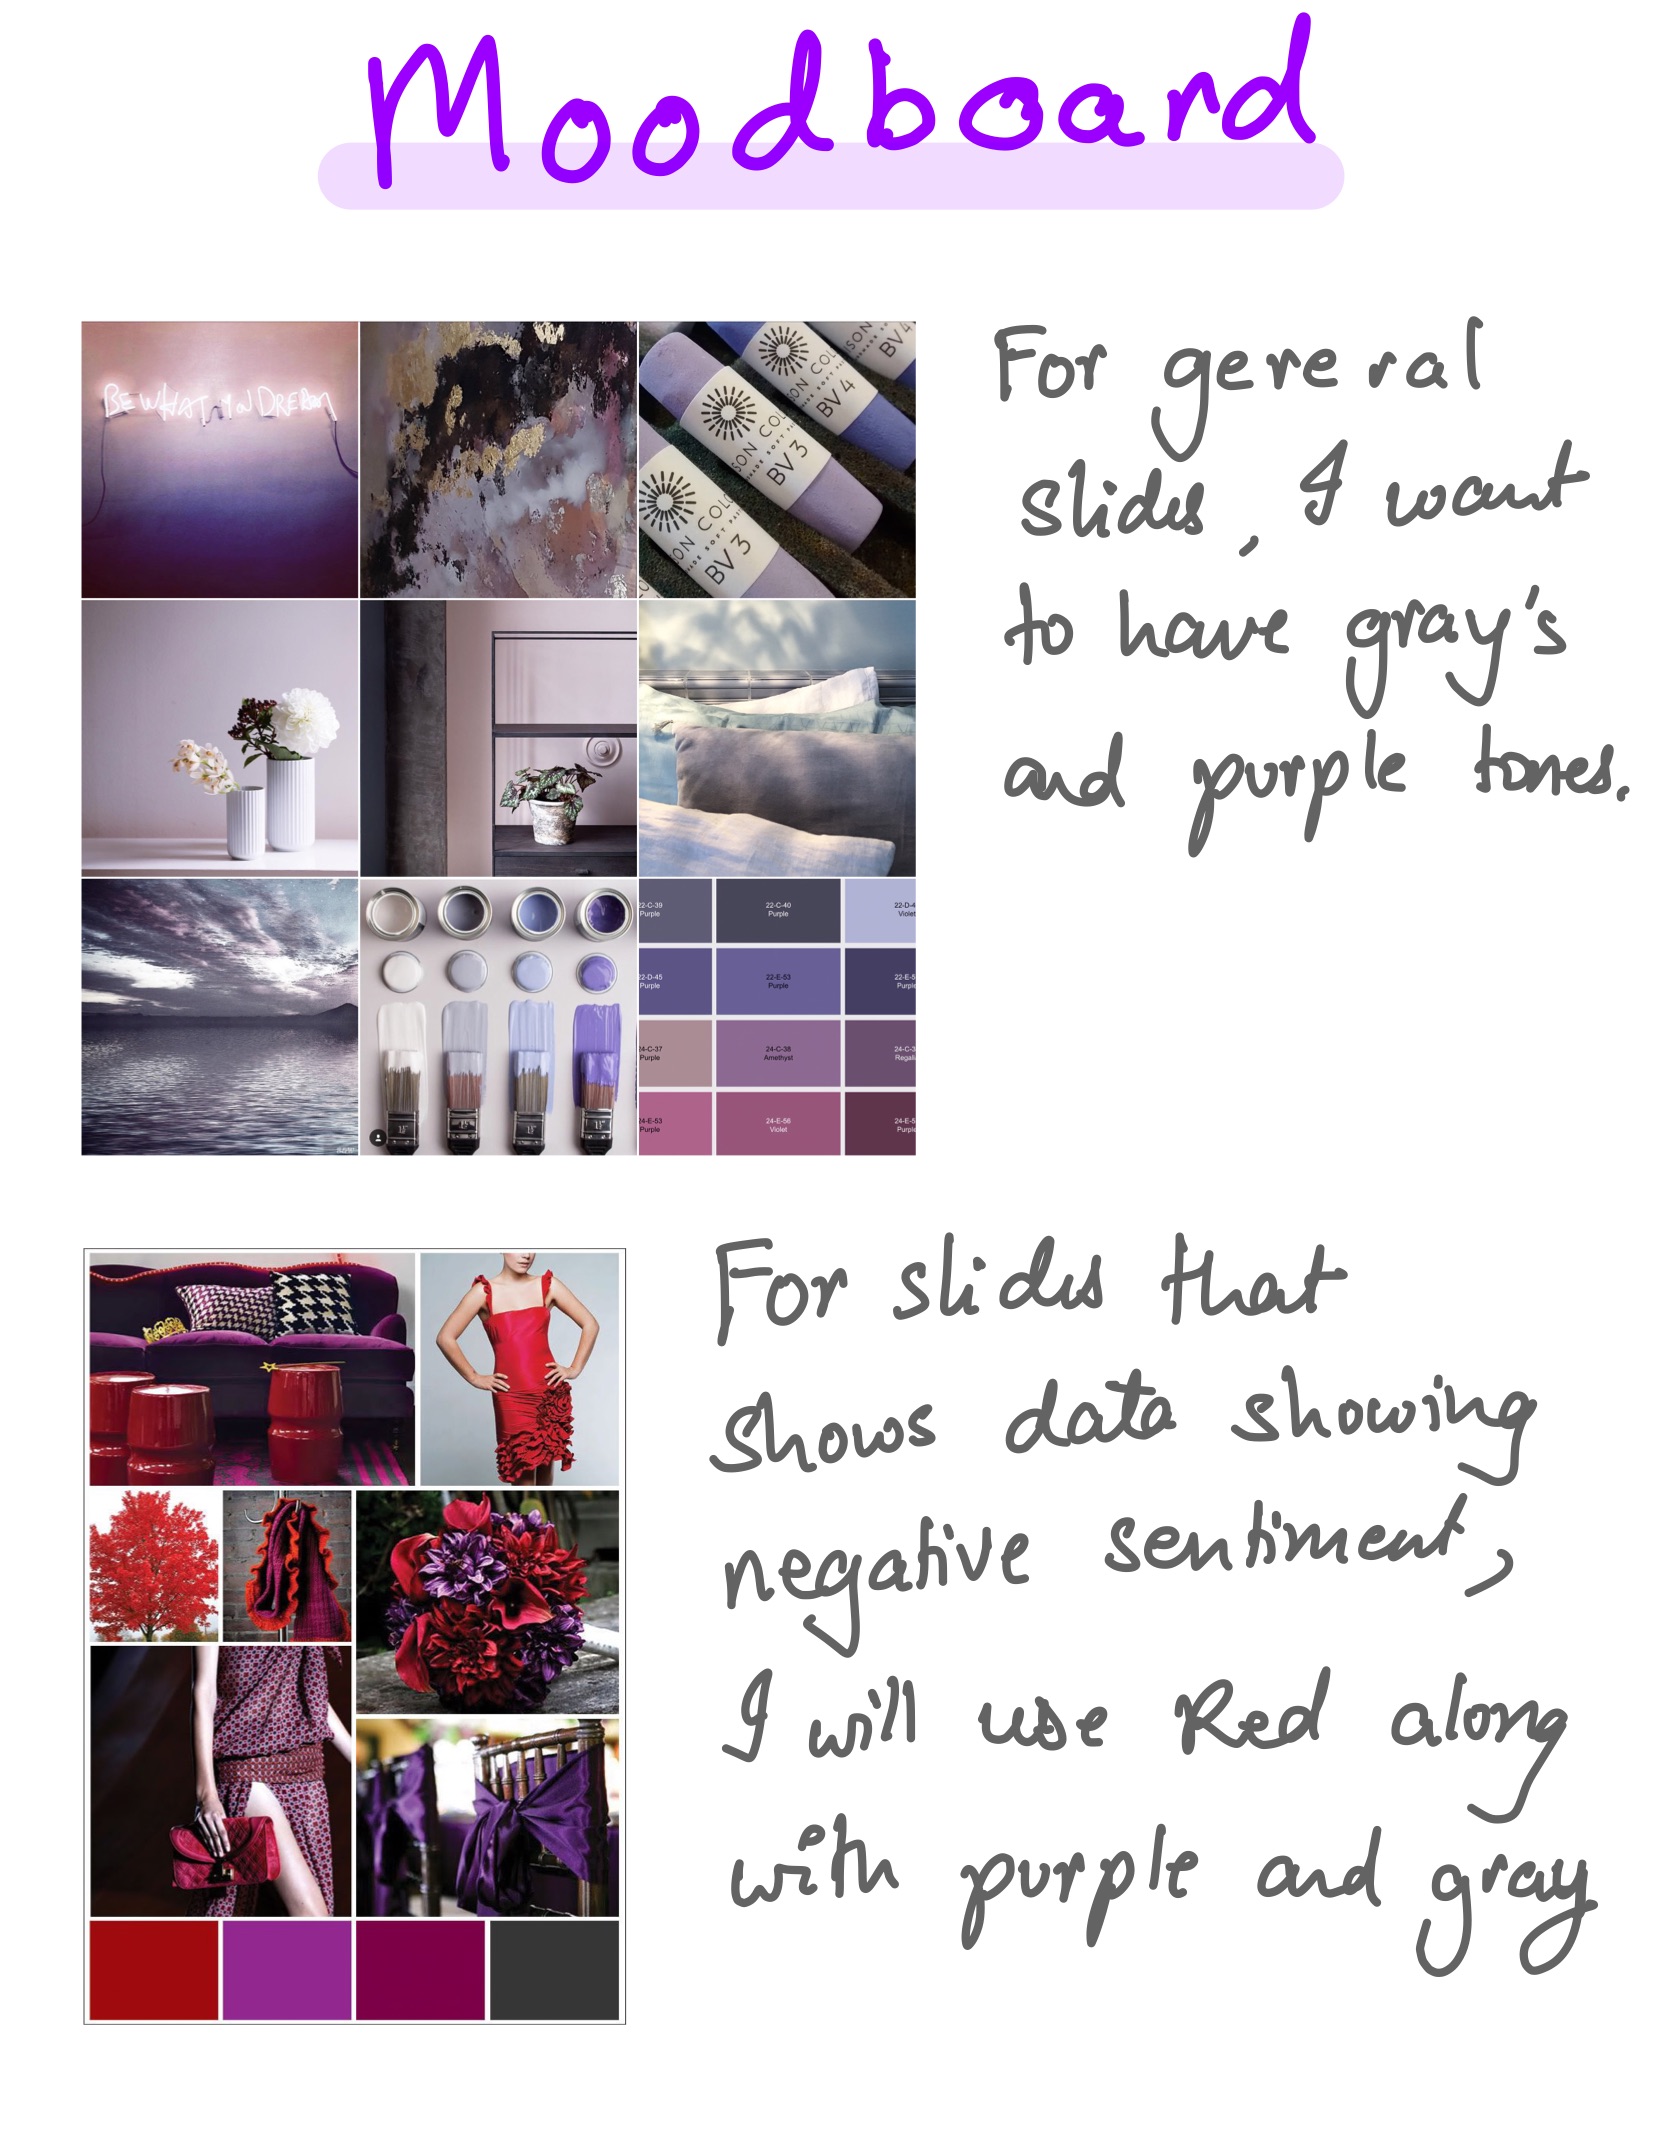 Moodboard
BE WHAT YOU DREAM
SON COL
BV 4
SON COLO
BV 3
ON COLO
BV 3
BV 4
For general
slides, I want
to have gray's
and purple tones.
22-C-39
Purple
22-C-40
Purple
22-D-4
Violet
22-D-45
Purple
22-E-53
Purple
22-E-5
Purple
24-C-37
Purple
24-C-38
Amethyst
24-C-3
Regal
24-E-53
Purple
24-E-56
Violet
24-E-5
Purple
For slides that
shows data showing
negative sentiment,
I will use Red along
with purple and gray